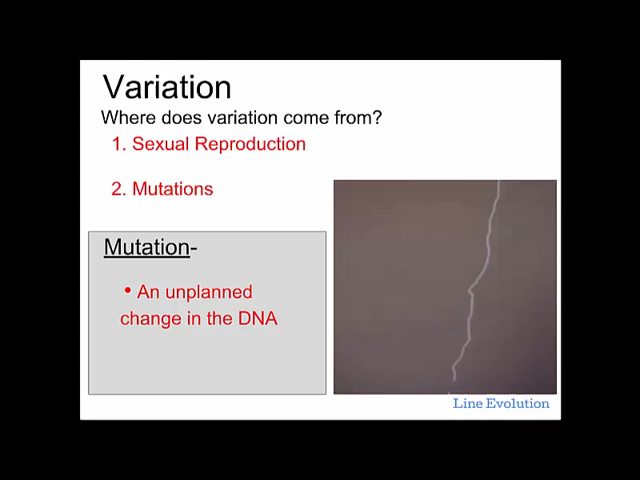 Variation
Where does variation come from?
1. Sexual Reproduction
2. Mutations
Mutation-
• An unplanned
change in the DNA
Line Evolution